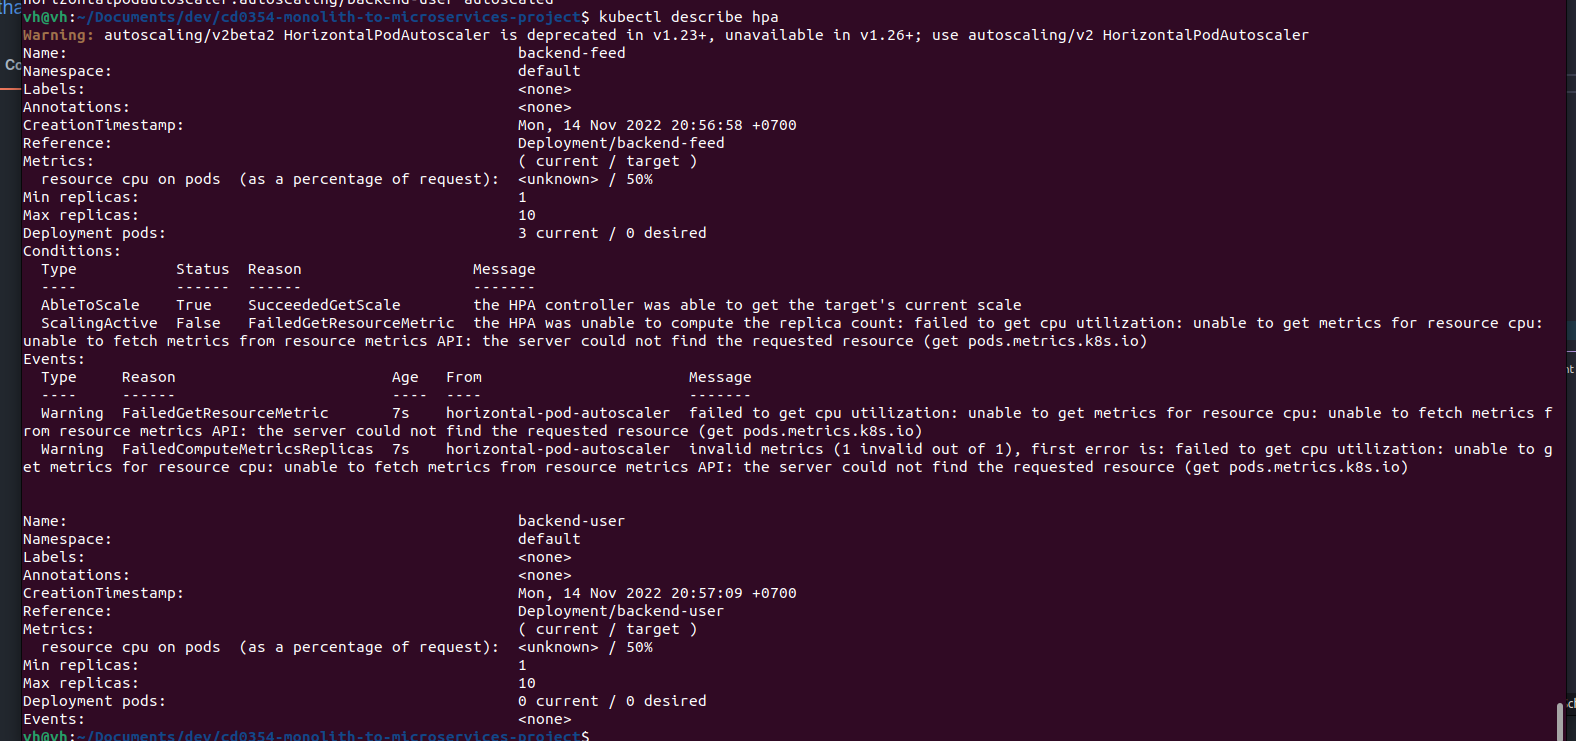 tha
Co
horizontalpodautoscaler.autoscaling/backend-user autoscaled
vh@vh:~/Documents/dev/cd0354-monolith-to-microservices-project$ kubectl describe hpa
Warning: autoscaling/v2beta2 HorizontalPodAutoscaler is deprecated in v1.23+, unavailable in v1.26+; use autoscaling/v2 HorizontalPodAutoscaler
Name: backend-feed
Namespace: default
Labels: <none>
Annotations: <none>
CreationTimestamp: Mon, 14 Nov 2022 20:56:58 +0700
Reference: Deployment/backend-feed
Metrics: ( current / target )
resource cpu on pods  (as a percentage of request): <unknown> / 50%
Min replicas: 1
Max replicas: 10
Deployment pods: 3 current / 0 desired
Conditions:
Type Status Reason Message
---- ------ ------ -------
AbleToScale True SucceededGetScale the HPA controller was able to get the target's current scale
ScalingActive False FailedGetResourceMetric the HPA was unable to compute the replica count: failed to get cpu utilization: unable to get metrics for resource cpu:
unable to fetch metrics from resource metrics API: the server could not find the requested resource (get pods.metrics.k8s.io)
Events:
Type Reason Age From Message
---- ------ ---- ---- -------
Warning FailedGetResourceMetric 7s horizontal-pod-autoscaler failed to get cpu utilization: unable to get metrics for resource cpu: unable to fetch metrics f
rom resource metrics API: the server could not find the requested resource (get pods.metrics.k8s.io)
Warning FailedComputeMetricsReplicas 7s horizontal-pod-autoscaler invalid metrics (1 invalid out of 1), first error is: failed to get cpu utilization: unable to g
et metrics for resource cpu: unable to fetch metrics from resource metrics API: the server could not find the requested resource (get pods.metrics.k8s.io)
Name: backend-user
Namespace: default
Labels: <none>
Annotations: <none>
CreationTimestamp: Mon, 14 Nov 2022 20:57:09 +0700
Reference: Deployment/backend-user
Metrics: ( current / target )
resource cpu on pods  (as a percentage of request): <unknown> / 50%
Min replicas: 1
Max replicas: 10
Deployment pods: 0 current / 0 desired
Events: <none>
vh@vh:~/Documents/dev/cd0354-monolith-to-microservices-project$